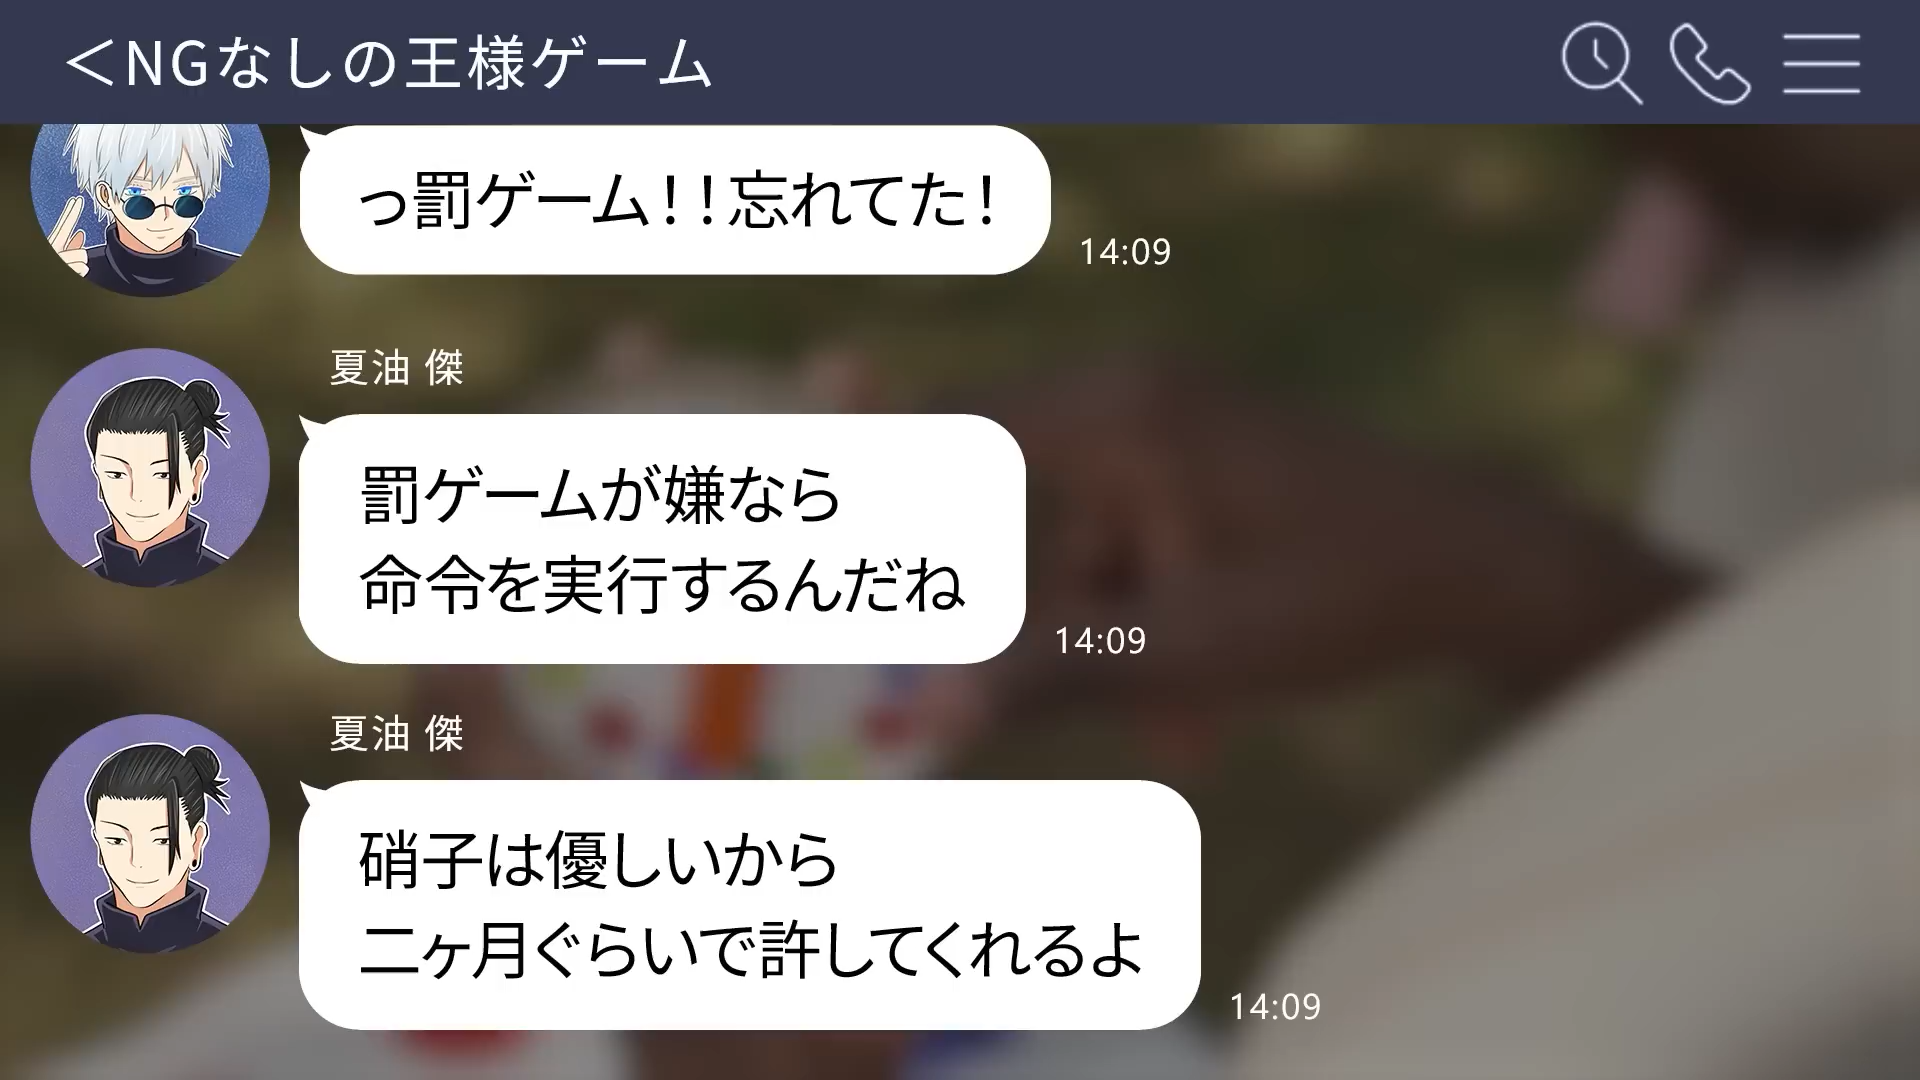 ＜NGなしの王様ゲーム
っ罰ゲーム！！忘れてた！
14:09
夏油 傑
罰ゲームが嫌なら
命令を実行するんだね
14:09
夏油 傑
硝子は優しいから
二ヶ月ぐらいで許してくれるよ
14:09